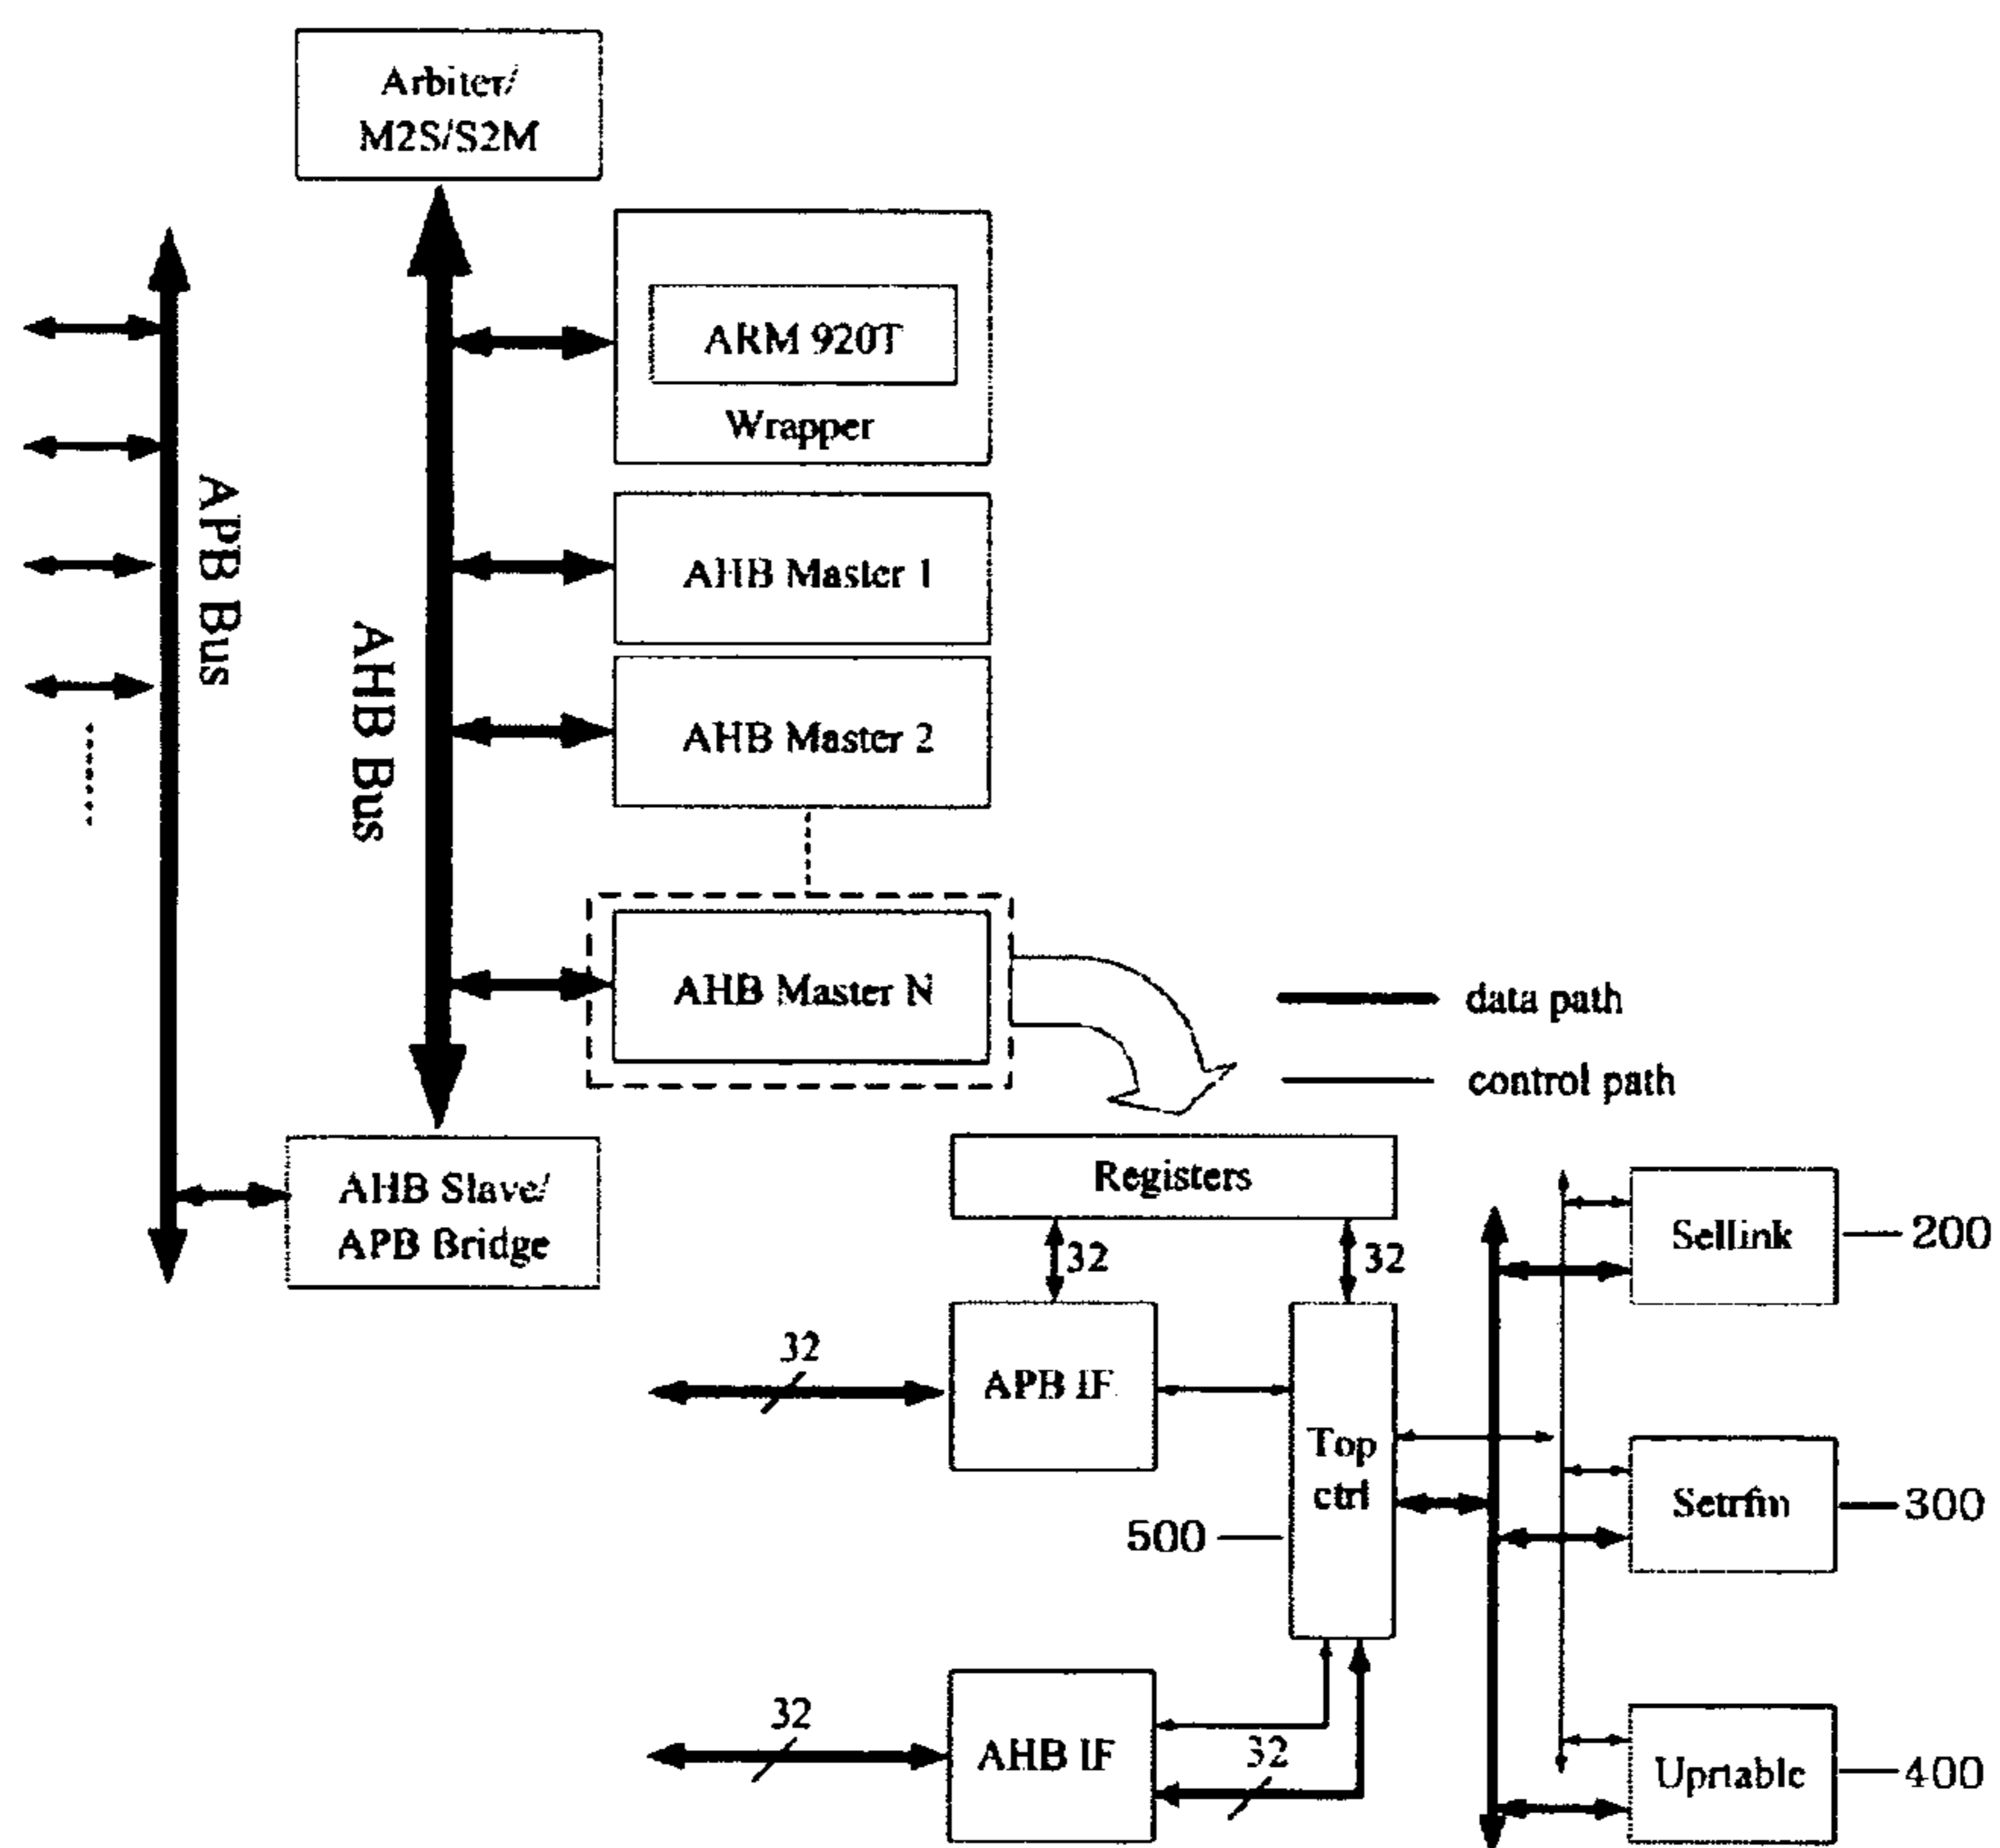 Arbiter/
M2S/S2M
ARM 920T
Wrapper
APB Bus
AHB Bus
AHB Master 1
AHB Master 2
AHB Master N
data path
control path
AHB Slave/
APB Bridge
Registers
32
32
Sellink
200
32
APB IF
Top
ctrl
500
Setrfm
300
32
AHB IF
32
Uprtable
400